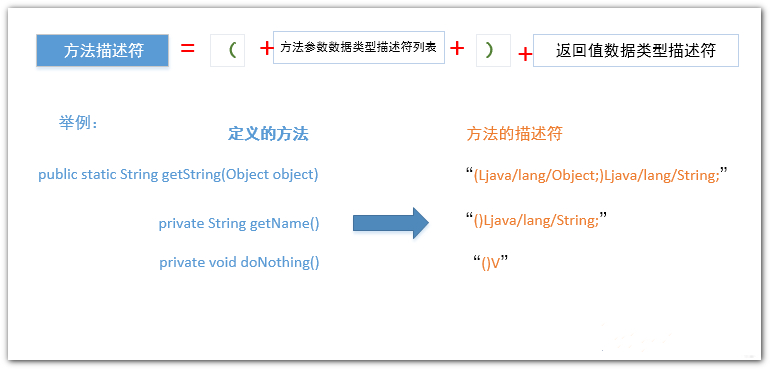 方法描述符 = ( + 方法参数数据类型描述符列表 + ) + 返回值数据类型描述符
举例：
定义的方法 方法的描述符
public static String getString(Object object) “(Ljava/lang/Object;)Ljava/lang/String;”
private String getName() “()Ljava/lang/String;”
private void doNothing() “()V”